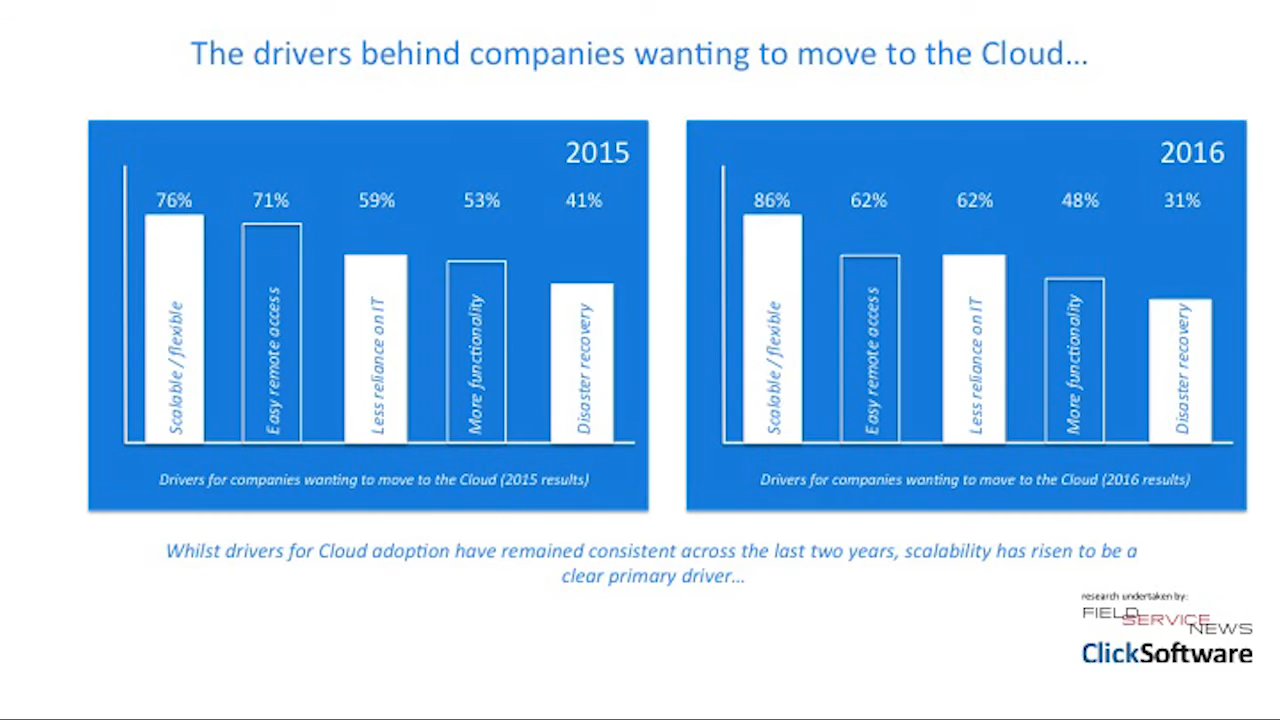 The drivers behind companies wanting to move to the Cloud...
2015
76% 71% 59% 53% 41%
Scalable / flexible
Easy remote access
Less reliance on IT
More functionality
Disaster recovery
Drivers for companies wanting to move to the Cloud (2015 results)
2016
86% 62% 62% 48% 31%
Scalable / flexible
Easy remote access
Less reliance on IT
More functionality
Disaster recovery
Drivers for companies wanting to move to the Cloud (2016 results)
Whilst drivers for Cloud adoption have remained consistent across the last two years, scalability has risen to be a
clear primary driver...
research undertaken by:
FIELD
SERVICE
NEWS
ClickSoftware